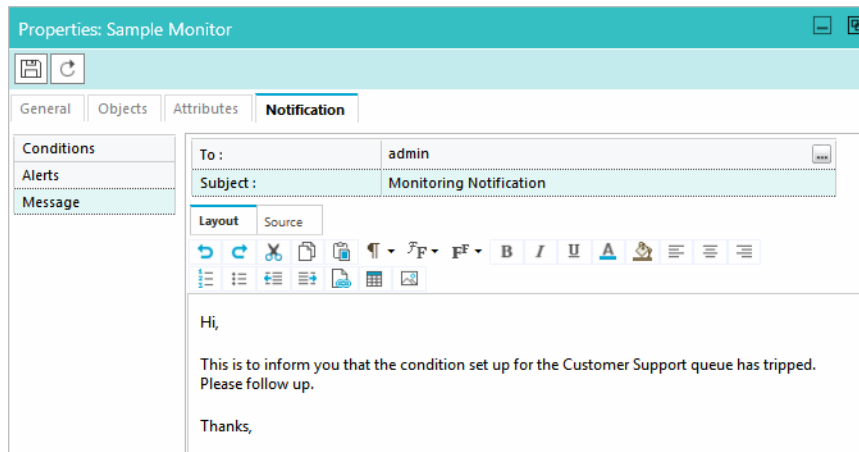 Properties: Sample Monitor
General Objects Attributes Notification
Conditions
Alerts
Message
To : admin ...
Subject : Monitoring Notification
Layout Source
¶ FF FF B I U A
Hi,
This is to inform you that the condition set up for the Customer Support queue has tripped.
Please follow up.
Thanks,